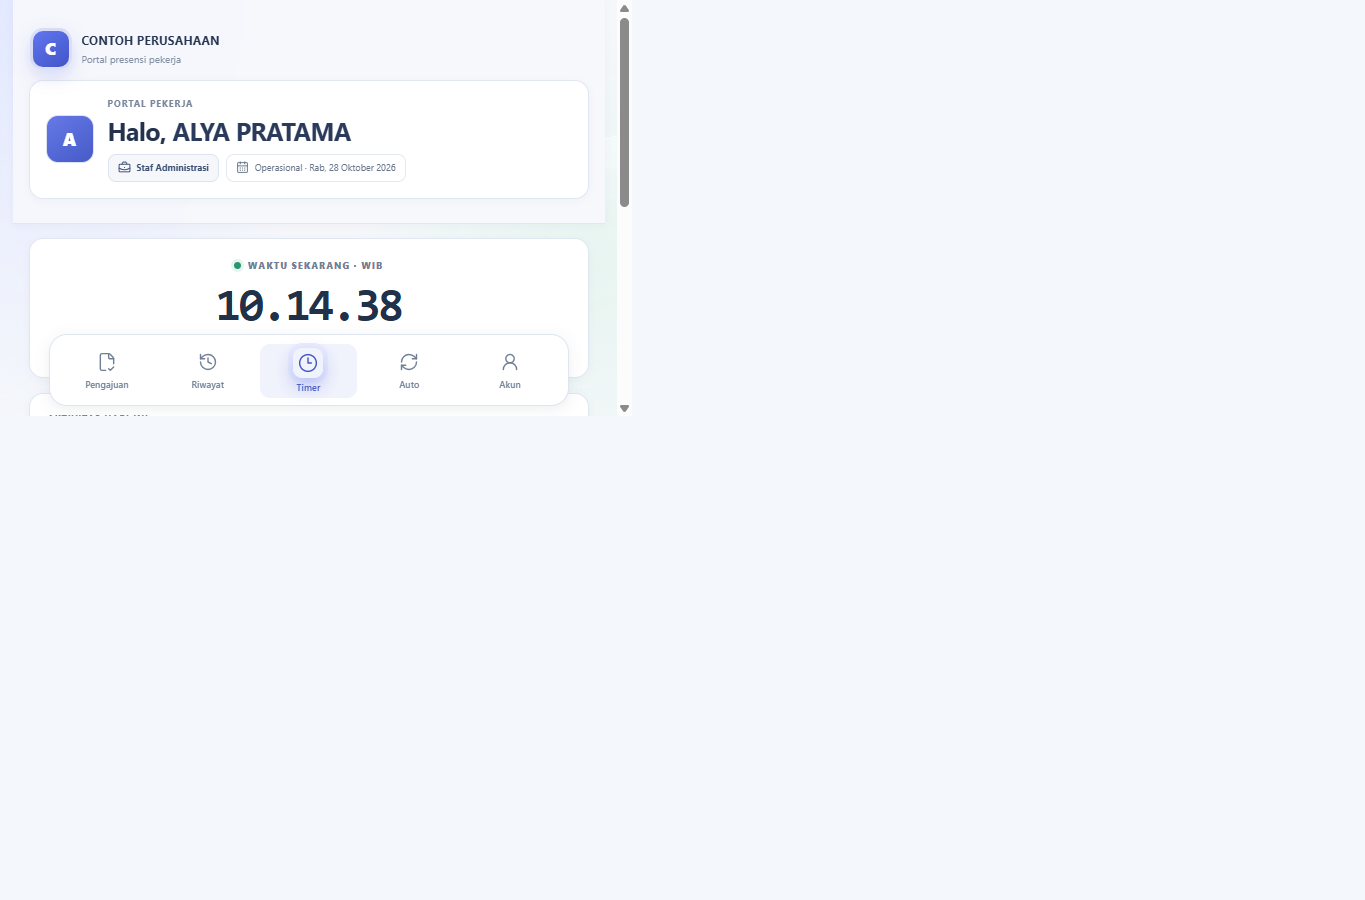 C
CONTOH PERUSAHAAN
Portal presensi pekerja
A
PORTAL PEKERJA
Halo, ALYA PRATAMA
Staf Administrasi
Operasional · Rab, 28 Oktober 2026
WAKTU SEKARANG · WIB
10.14.38
Pengajuan
Riwayat
Timer
Auto
Akun